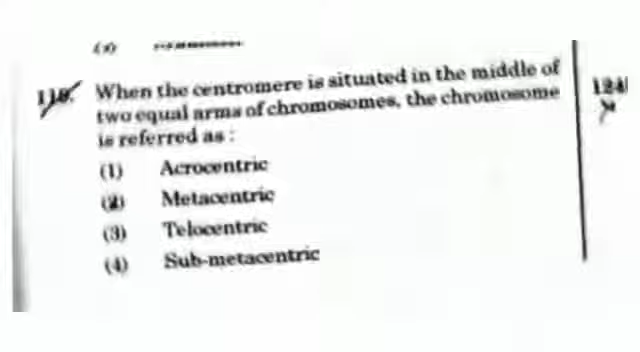 118. When the centromere is situated in the middle of
two equal arms of chromosomes, the chromosome
is referred as :
(1) Acrocentric
(2) Metacentric
(3) Telocentric
(4) Sub-metacentric
124